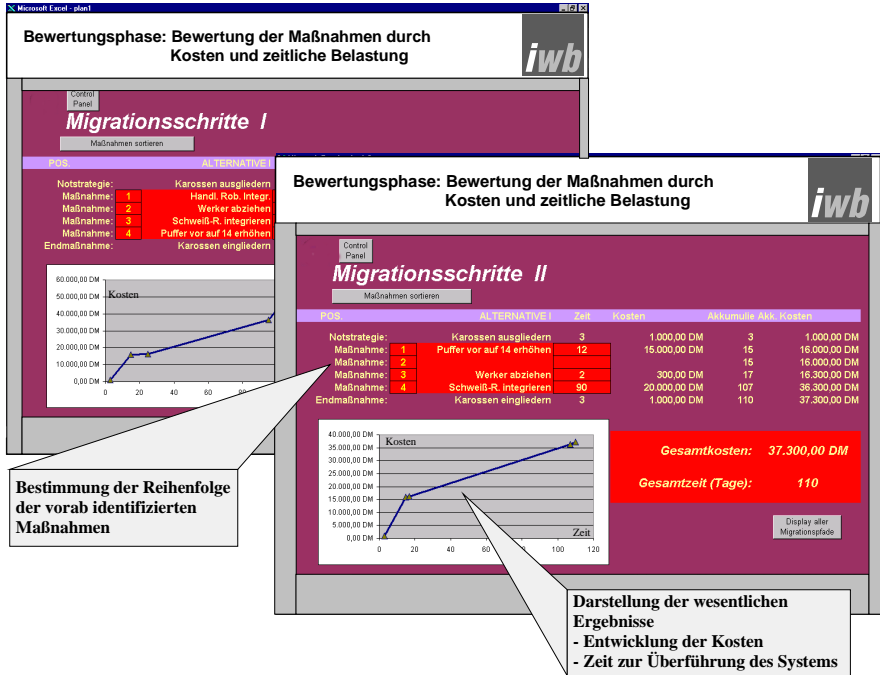 Microsoft Excel - plan1
Bewertungsphase: Bewertung der Maßnahmen durch
Kosten und zeitliche Belastung
iwb
Control
Panel
Migrationsschritte I
Maßnahmen sortieren
POS. ALTERNATIVE I
Notstrategie: Karossen ausgliedern
Maßnahme: 1 Handl. Rob. Integr.
Maßnahme: 2 Werker abziehen
Maßnahme: 3 Schweiß-R. integrieren
Maßnahme: 4 Puffer vor auf 14 erhöhen
Endmaßnahme: Karossen eingliedern
60.000,00 DM
50.000,00 DM
40.000,00 DM
30.000,00 DM
20.000,00 DM
10.000,00 DM
0,00 DM
Kosten
0 20 40 60 80 100
Bestimmung der Reihenfolge
der vorab identifizierten
Maßnahmen
Bewertungsphase: Bewertung der Maßnahmen durch
Kosten und zeitliche Belastung
iwb
Control
Panel
Migrationsschritte II
Maßnahmen sortieren
POS. ALTERNATIVE I Zeit Kosten Akkumulie Akk. Kosten
Notstrategie: Karossen ausgliedern 3 1.000,00 DM 3 1.000,00 DM
Maßnahme: 1 Puffer vor auf 14 erhöhen 12 15.000,00 DM 15 16.000,00 DM
Maßnahme: 2 15 16.000,00 DM
Maßnahme: 3 Werker abziehen 2 300,00 DM 17 16.300,00 DM
Maßnahme: 4 Schweiß-R. integrieren 90 20.000,00 DM 107 36.300,00 DM
Endmaßnahme: Karossen eingliedern 3 1.000,00 DM 110 37.300,00 DM
40.000,00 DM
35.000,00 DM
30.000,00 DM
25.000,00 DM
20.000,00 DM
15.000,00 DM
10.000,00 DM
5.000,00 DM
0,00 DM
Kosten
Zeit
0 20 40 60 80 100 120
Gesamtkosten: 37.300,00 DM
Gesamtzeit (Tage): 110
Display aller
Migrationspfade
Darstellung der wesentlichen
Ergebnisse
- Entwicklung der Kosten
- Zeit zur Überführung des Systems